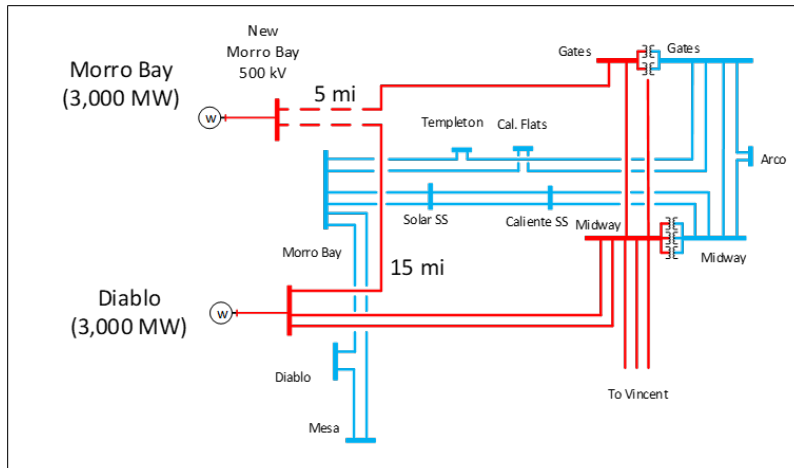 New
Morro Bay
500 kV
Morro Bay
(3,000 MW)
W
5 mi
Gates
Gates
Templeton
Cal. Flats
Arco
Solar SS
Caliente SS
Morro Bay
Midway
Midway
15 mi
Diablo
(3,000 MW)
W
Diablo
Mesa
To Vincent